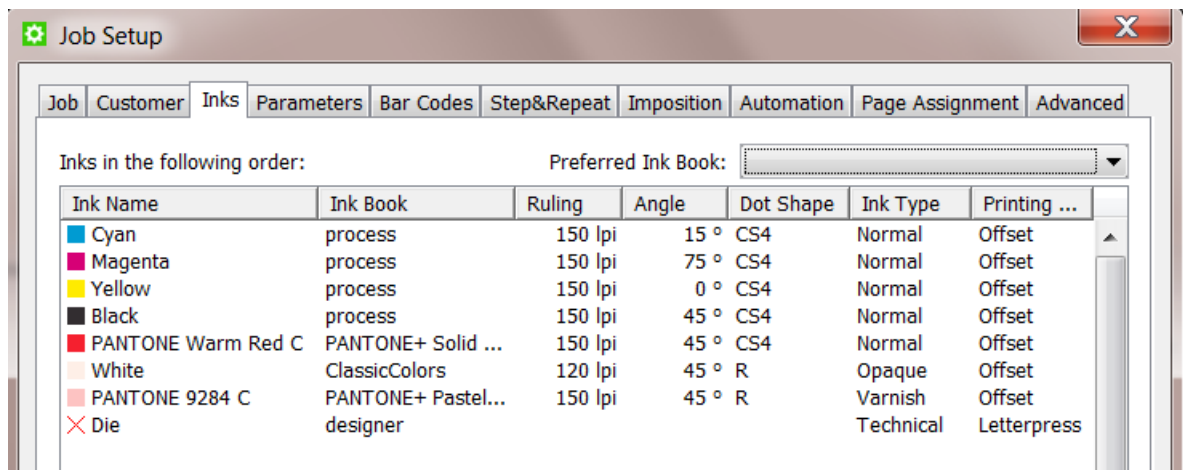 Job Setup
Job Customer Inks Parameters Bar Codes Step&Repeat Imposition Automation Page Assignment Advanced
Inks in the following order: Preferred Ink Book:
Ink Name Ink Book Ruling Angle Dot Shape Ink Type Printing ...
Cyan process 150 lpi 15 º CS4 Normal Offset
Magenta process 150 lpi 75 º CS4 Normal Offset
Yellow process 150 lpi 0 º CS4 Normal Offset
Black process 150 lpi 45 º CS4 Normal Offset
PANTONE Warm Red C PANTONE+ Solid ... 150 lpi 45 º CS4 Normal Offset
White ClassicColors 120 lpi 45 º R Opaque Offset
PANTONE 9284 C PANTONE+ Pastel... 150 lpi 45 º R Varnish Offset
Die designer Technical Letterpress